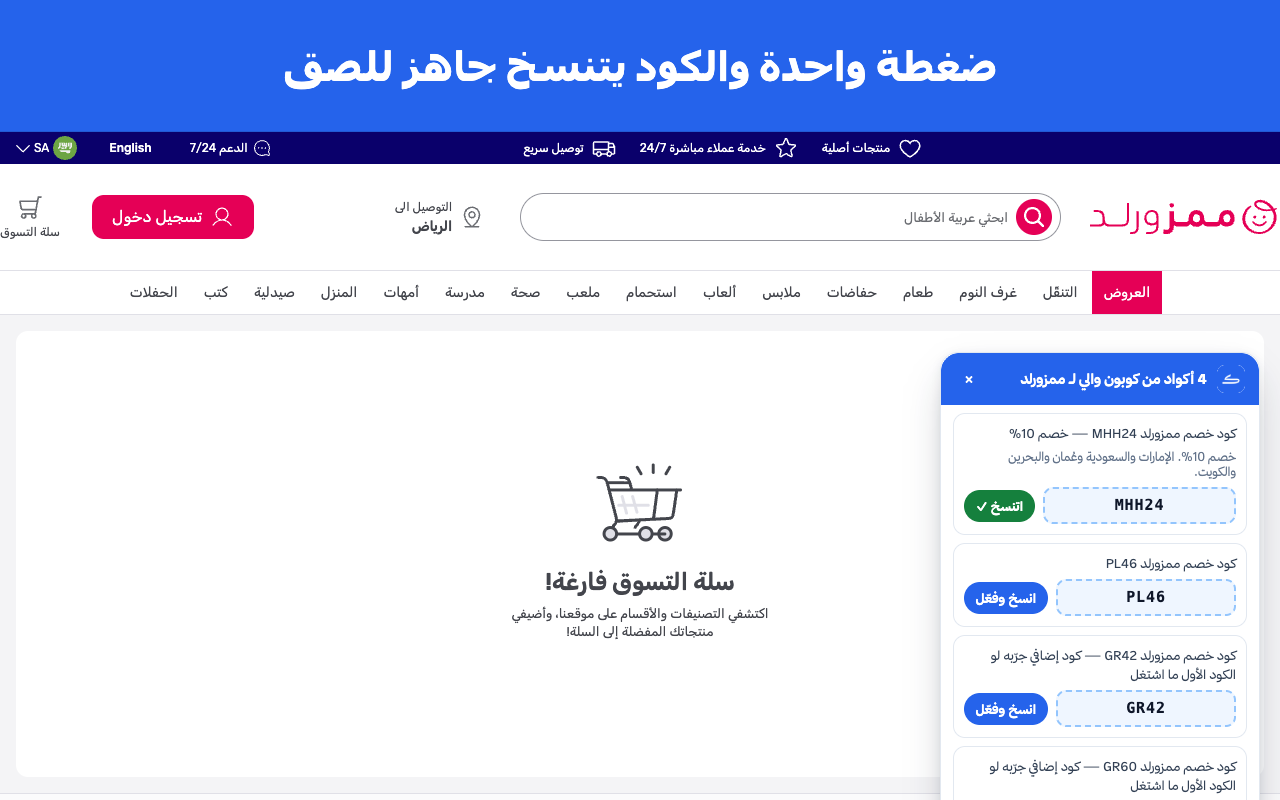 ضغطة واحدة والكود يتنسخ جاهز للصق
منتجات أصلية
خدمة عملاء مباشرة 24/7
توصيل سريع
الدعم 7/24
English
SA
ممزورلد
ابحثي عربية الأطفال
التوصيل الى
الرياض
تسجيل دخول
سلة التسوق
العروض
التنقّل
غرف النوم
طعام
حفاضات
ملابس
ألعاب
استحمام
ملعب
صحة
مدرسة
أمهات
المنزل
صيدلية
كتب
الحفلات
سلة التسوق فارغة!
اكتشفي التصنيفات والأقسام على موقعنا، وأضيفي
منتجاتك المفضلة إلى السلة!
4 أكواد من كوبون والي لـ ممزورلد
×
كود خصم ممزورلد MHH24 — خصم 10%
خصم 10%. الإمارات والسعودية وعُمان والبحرين
والكويت.
MHH24
اتنسخ ✓
كود خصم ممزورلد PL46
PL46
انسخ وفعّل
كود خصم ممزورلد GR42 — كود إضافي جرّبه لو
الكود الأول ما اشتغل
GR42
انسخ وفعّل
كود خصم ممزورلد GR60 — كود إضافي جرّبه لو
الكود الأول ما اشتغل